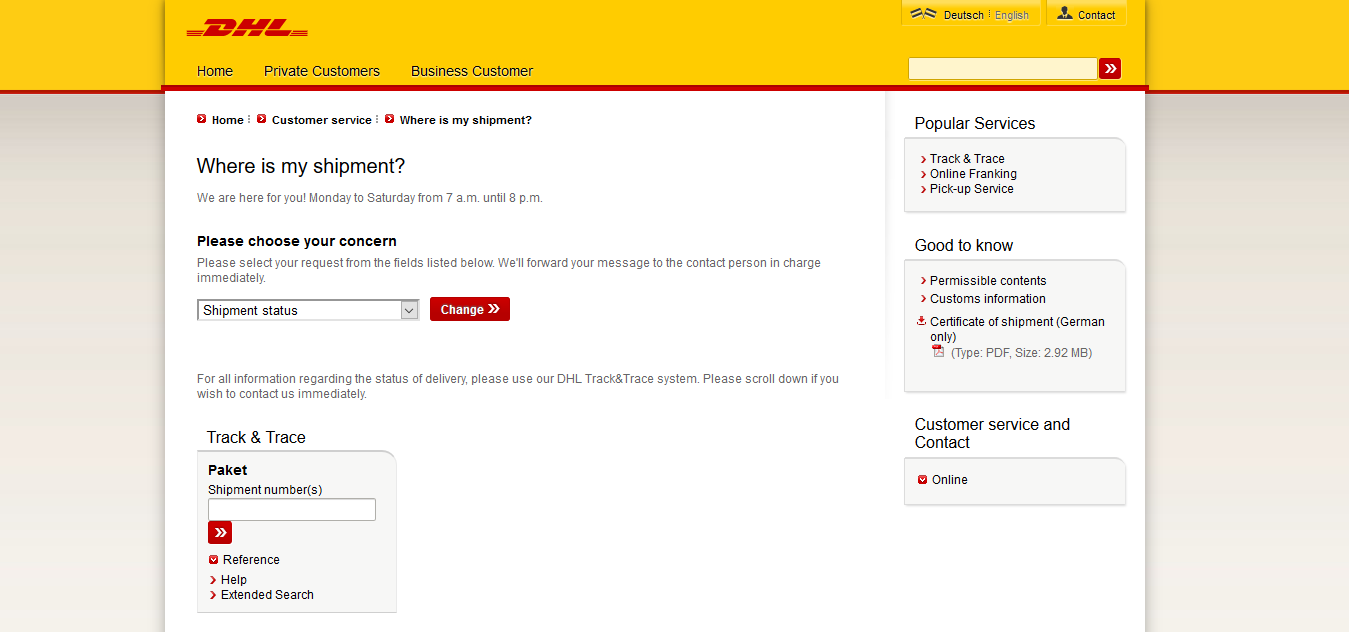 DHL
Deutsch English
Contact
Home Private Customers Business Customer
Home Customer service Where is my shipment?
Where is my shipment?
We are here for you! Monday to Saturday from 7 a.m. until 8 p.m.
Please choose your concern
Please select your request from the fields listed below. We'll forward your message to the contact person in charge
immediately.
Shipment status
Change
For all information regarding the status of delivery, please use our DHL Track&Trace system. Please scroll down if you
wish to contact us immediately.
Track & Trace
Paket
Shipment number(s)
Reference
Help
Extended Search
Popular Services
Track & Trace
Online Franking
Pick-up Service
Good to know
Permissible contents
Customs information
Certificate of shipment (German
only)
(Type: PDF, Size: 2.92 MB)
Customer service and
Contact
Online